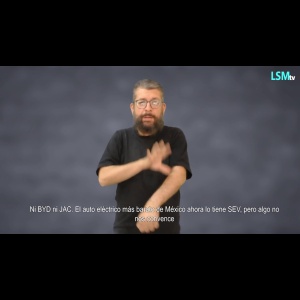 LSMtv
Ni BYD ni JAC. El auto eléctrico más barato de México ahora lo tiene SEV, pero algo no
nos convence